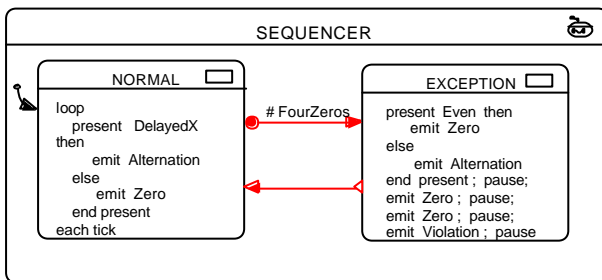 SEQUENCER
NORMAL
loop
present DelayedX
then
emit Alternation
else
emit Zero
end present
each tick
# FourZeros
EXCEPTION
present Even then
emit Zero
else
emit Alternation
end present ; pause;
emit Zero ; pause;
emit Zero ; pause;
emit Violation ; pause